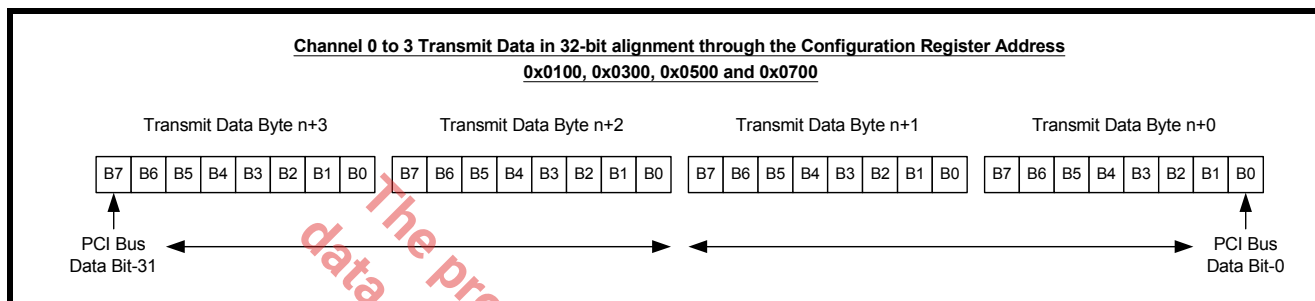 Channel 0 to 3 Transmit Data in 32-bit alignment through the Configuration Register Address
0x0100, 0x0300, 0x0500 and 0x0700
Transmit Data Byte n+3 Transmit Data Byte n+2 Transmit Data Byte n+1 Transmit Data Byte n+0
B7 B6 B5 B4 B3 B2 B1 B0 B7 B6 B5 B4 B3 B2 B1 B0 B7 B6 B5 B4 B3 B2 B1 B0 B7 B6 B5 B4 B3 B2 B1 B0
PCI Bus PCI Bus
Data Bit-31 Data Bit-0
The pro
data